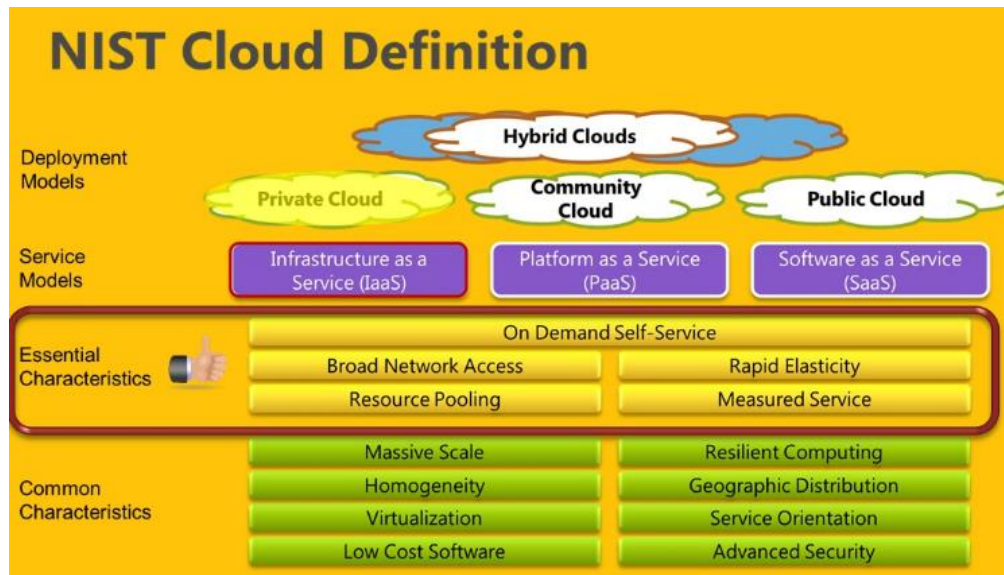 NIST Cloud Definition
Deployment
Models
Hybrid Clouds
Private Cloud
Community
Cloud
Public Cloud
Service
Models
Infrastructure as a
Service (IaaS)
Platform as a Service
(PaaS)
Software as a Service
(SaaS)
Essential
Characteristics
On Demand Self-Service
Broad Network Access
Rapid Elasticity
Resource Pooling
Measured Service
Common
Characteristics
Massive Scale
Resilient Computing
Homogeneity
Geographic Distribution
Virtualization
Service Orientation
Low Cost Software
Advanced Security